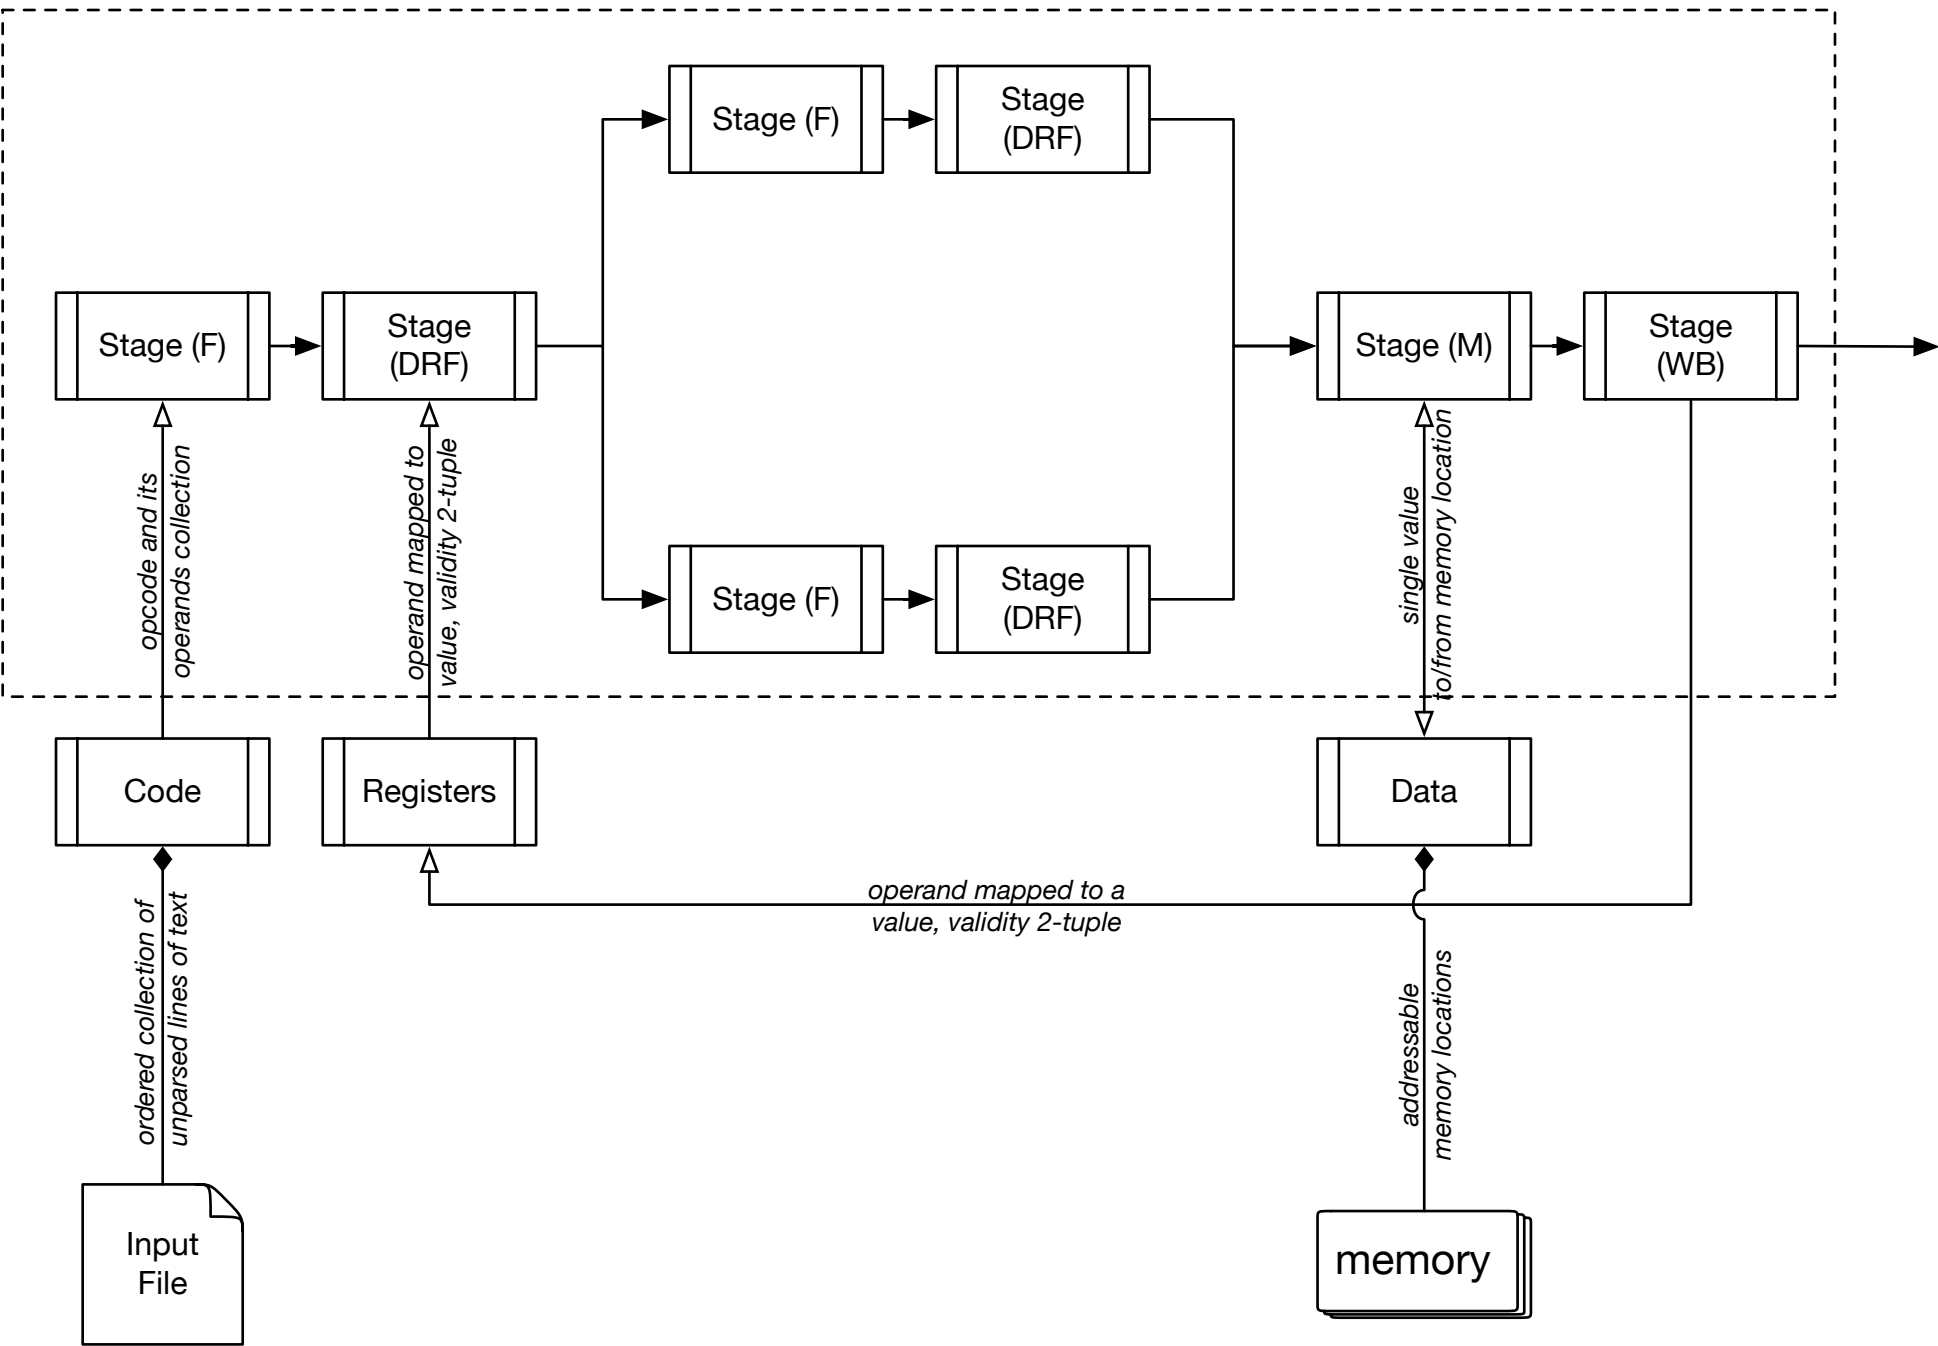 Stage (F)
Stage
(DRF)
Stage (F)
Stage
(DRF)
Stage (M)
Stage
(WB)
Stage (F)
Stage
(DRF)
Stage (F)
Stage
(DRF)
opcode and its
operands collection
operand mapped to
value, validity 2-tuple
single value
to/from memory location
Code
Registers
Data
operand mapped to a
value, validity 2-tuple
ordered collection of
unparsed lines of text
addressable
memory locations
Input
File
memory